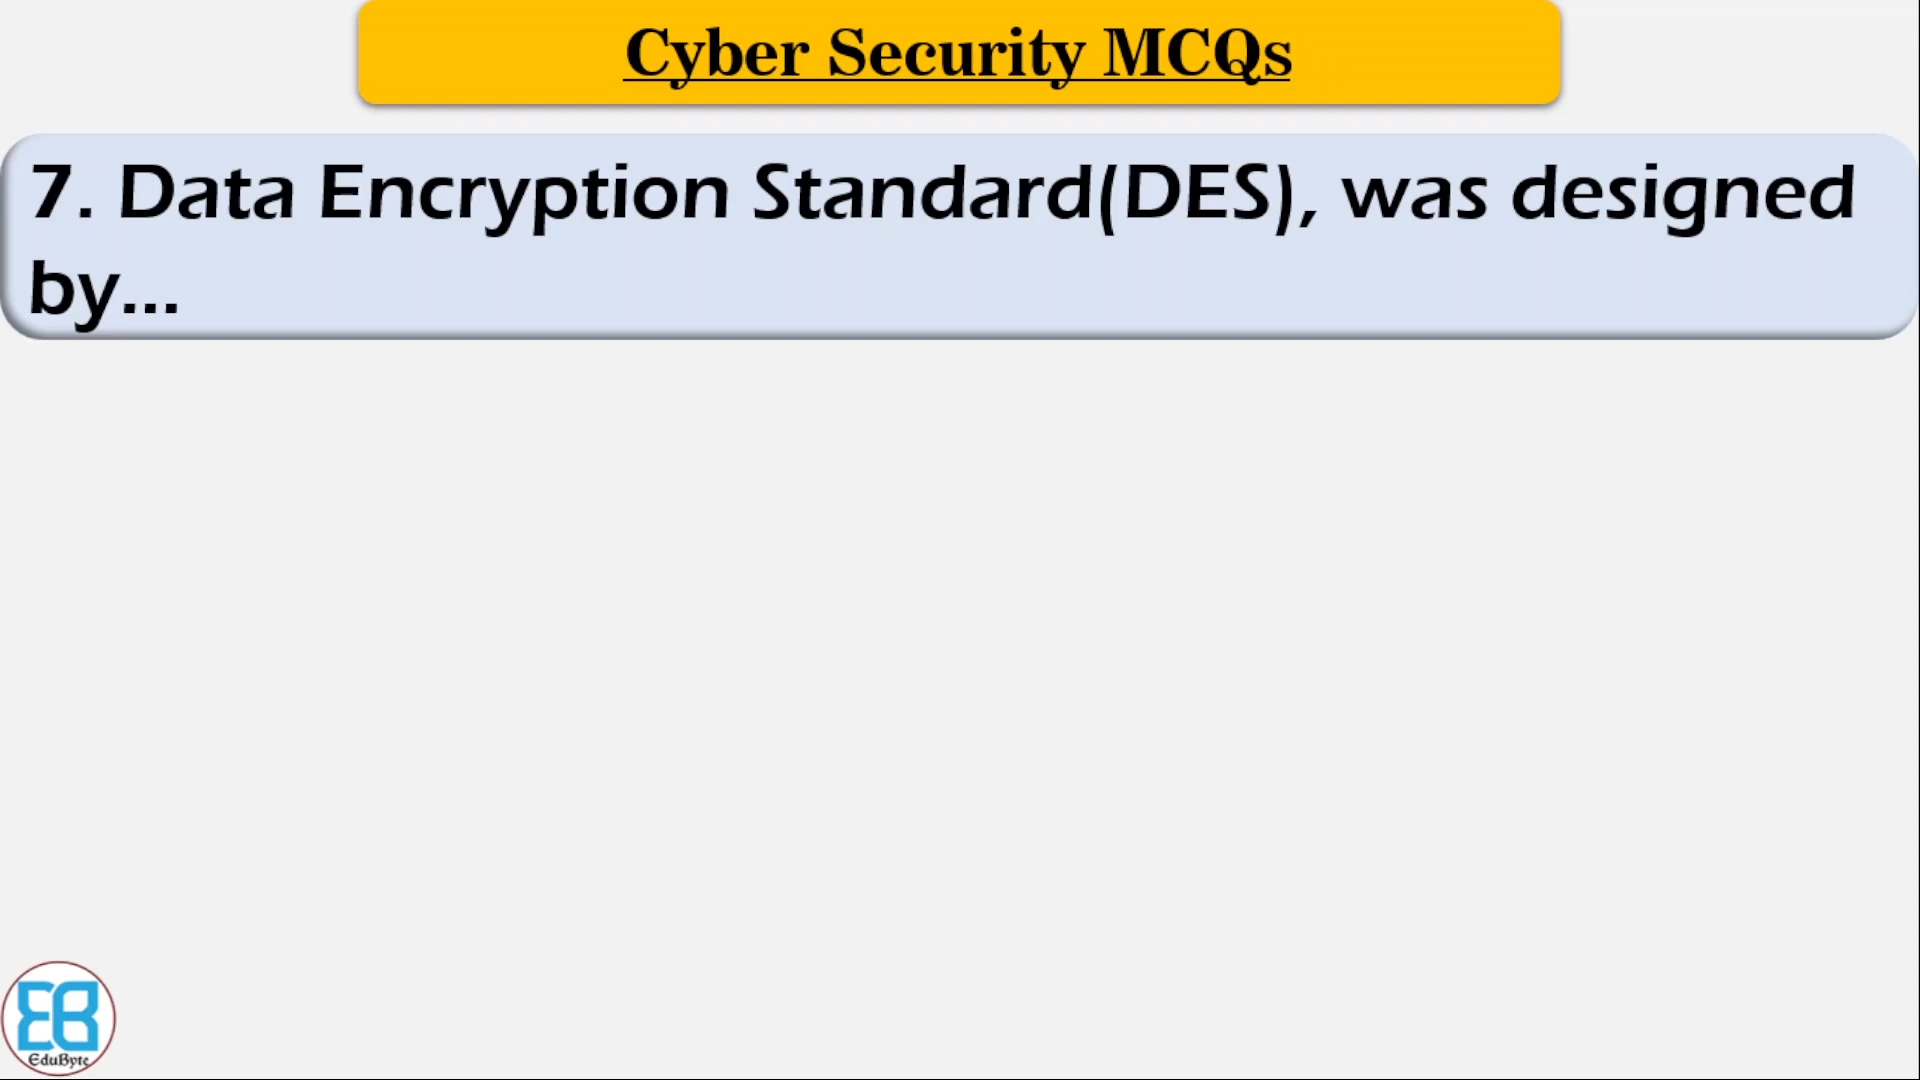 Cyber Security MCQs
7. Data Encryption Standard(DES), was designed
by...
EduByte